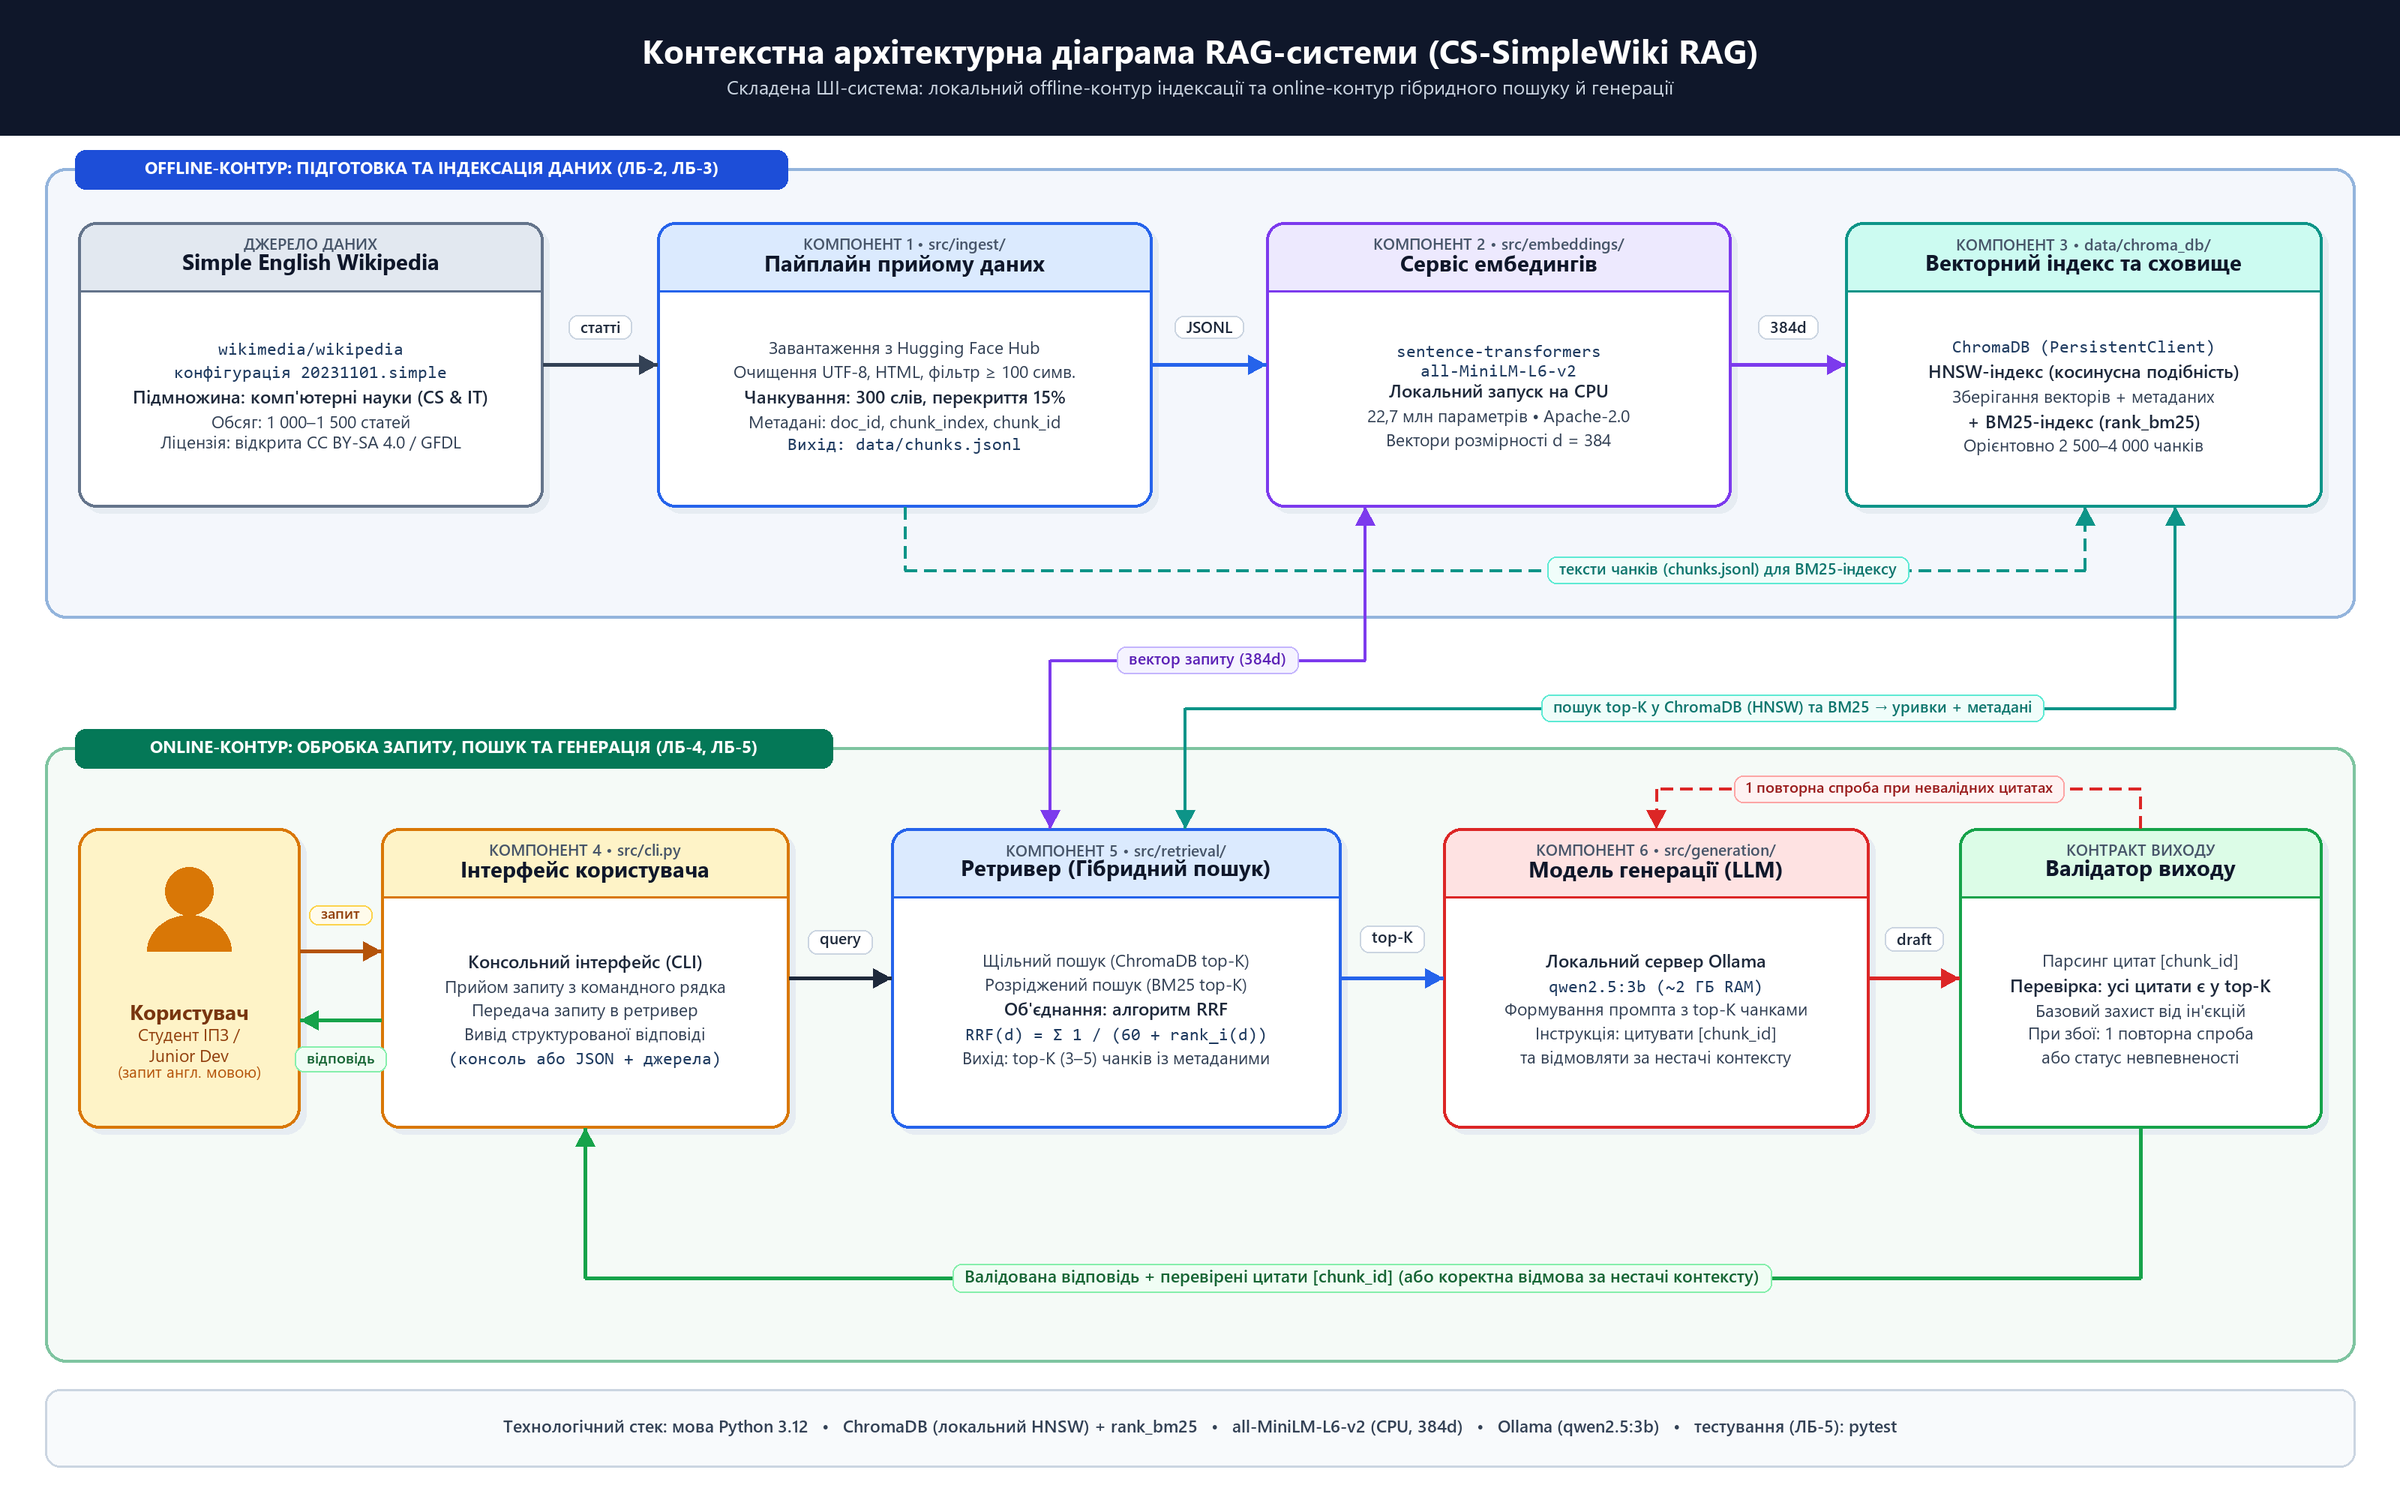 Контекстна архітектурна діаграма RAG-системи (CS-SimpleWiki RAG)
Складена ШІ-система: локальний offline-контур індексації та online-контур гібридного пошуку й генерації
OFFLINE-КОНТУР: ПІДГОТОВКА ТА ІНДЕКСАЦІЯ ДАНИХ (ЛБ-2, ЛБ-3)
ДЖЕРЕЛО ДАНИХ
Simple English Wikipedia
wikimedia/wikipedia
конфігурація 20231101.simple
Підмножина: комп'ютерні науки (CS & IT)
Обсяг: 1 000–1 500 статей
Ліцензія: відкрита CC BY-SA 4.0 / GFDL
статті
КОМПОНЕНТ 1 • src/ingest/
Пайплайн прийому даних
Завантаження з Hugging Face Hub
Очищення UTF-8, HTML, фільтр ≥ 100 симв.
Чанкування: 300 слів, перекриття 15%
Метадані: doc_id, chunk_index, chunk_id
Вихід: data/chunks.jsonl
JSONL
КОМПОНЕНТ 2 • src/embeddings/
Сервіс ембедингів
sentence-transformers
all-MiniLM-L6-v2
Локальний запуск на CPU
22,7 млн параметрів • Apache-2.0
Вектори розмірності d = 384
384d
КОМПОНЕНТ 3 • data/chroma_db/
Векторний індекс та сховище
ChromaDB (PersistentClient)
HNSW-індекс (косинусна подібність)
Зберігання векторів + метаданих
+ BM25-індекс (rank_bm25)
Орієнтовно 2 500–4 000 чанків
тексти чанків (chunks.jsonl) для BM25-індексу
вектор запиту (384d)
пошук top-K у ChromaDB (HNSW) та BM25 → уривки + метадані
ONLINE-КОНТУР: ОБРОБКА ЗАПИТУ, ПОШУК ТА ГЕНЕРАЦІЯ (ЛБ-4, ЛБ-5)
1 повторна спроба при невалідних цитатах
Користувач
Студент ІПЗ /
Junior Dev
(запит англ. мовою)
запит
відповідь
КОМПОНЕНТ 4 • src/cli.py
Інтерфейс користувача
Консольний інтерфейс (CLI)
Прийом запиту з командного рядка
Передача запиту в ретривер
Вивід структурованої відповіді
(консоль або JSON + джерела)
query
КОМПОНЕНТ 5 • src/retrieval/
Ретривер (Гібридний пошук)
Щільний пошук (ChromaDB top-K)
Розріджений пошук (BM25 top-K)
Об'єднання: алгоритм RRF
RRF(d) = Σ 1 / (60 + rank_i(d))
Вихід: top-K (3–5) чанків із метаданими
top-K
КОМПОНЕНТ 6 • src/generation/
Модель генерації (LLM)
Локальний сервер Ollama
qwen2.5:3b (~2 ГБ RAM)
Формування промпта з top-K чанками
Інструкція: цитувати [chunk_id]
та відмовляти за нестачі контексту
draft
КОНТРАКТ ВИХОДУ
Валідатор виходу
Парсинг цитат [chunk_id]
Перевірка: усі цитати є у top-K
Базовий захист від ін'єкцій
При збої: 1 повторна спроба
або статус невпевненості
Валідована відповідь + перевірені цитати [chunk_id] (або коректна відмова за нестачі контексту)
Технологічний стек: мова Python 3.12 • ChromaDB (локальний HNSW) + rank_bm25 • all-MiniLM-L6-v2 (CPU, 384d) • Ollama (qwen2.5:3b) • тестування (ЛБ-5): pytest